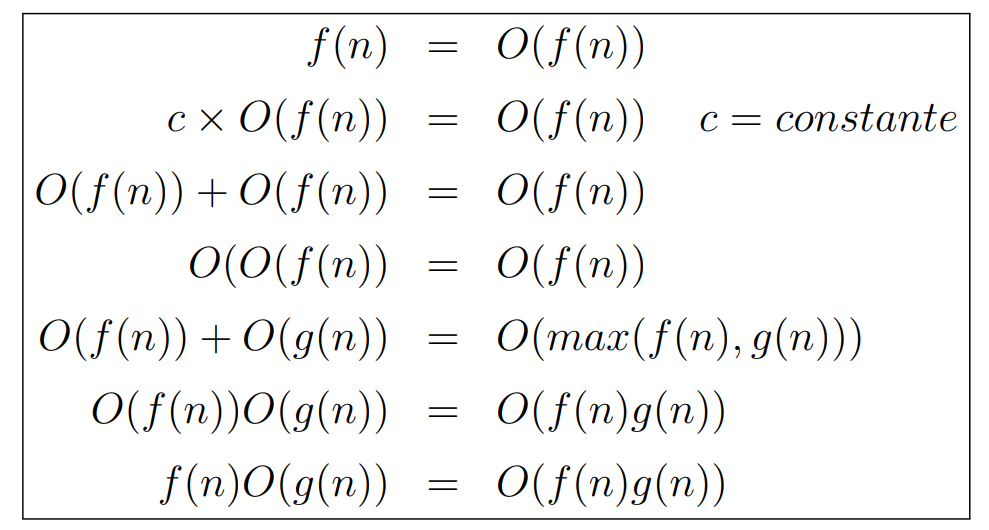 f(n) = O(f(n))
c × O(f(n)) = O(f(n)) c = constante
O(f(n)) + O(f(n)) = O(f(n))
O(O(f(n)) = O(f(n))
O(f(n)) + O(g(n)) = O(max(f(n), g(n)))
O(f(n))O(g(n)) = O(f(n)g(n))
f(n)O(g(n)) = O(f(n)g(n))